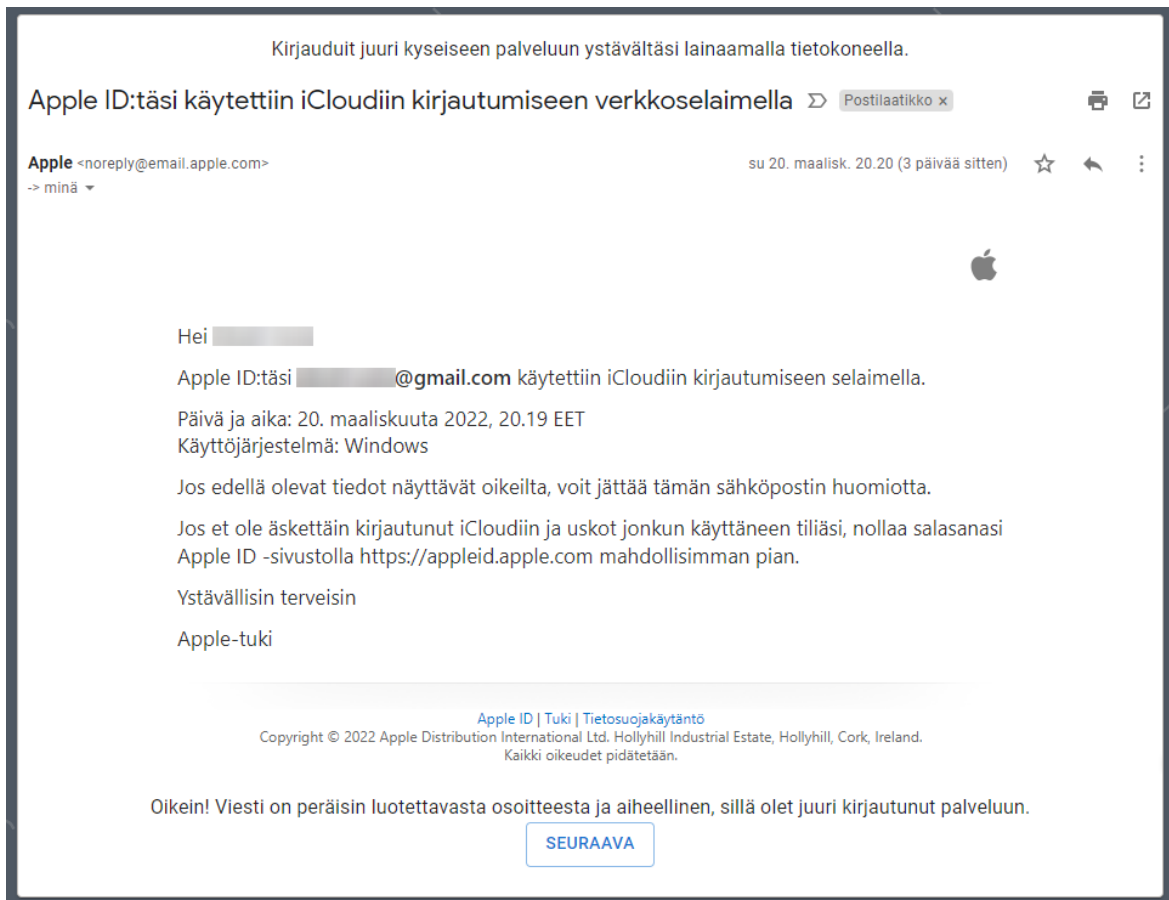 Kirjauduit juuri kyseiseen palveluun ystävältäsi lainaamalla tietokoneella.
Apple ID:täsi käytettiin iCloudiin kirjautumiseen verkkoselaimella Postilaatikko x
Apple <noreply@email.apple.com> su 20. maalisk. 20.20 (3 päivää sitten)
-> minä
Hei
Apple ID:täsi @gmail.com käytettiin iCloudiin kirjautumiseen selaimella.
Päivä ja aika: 20. maaliskuuta 2022, 20.19 EET
Käyttöjärjestelmä: Windows
Jos edellä olevat tiedot näyttävät oikeilta, voit jättää tämän sähköpostin huomiotta.
Jos et ole äskettäin kirjautunut iCloudiin ja uskot jonkun käyttäneen tiliäsi, nollaa salasanasi
Apple ID -sivustolla https://appleid.apple.com mahdollisimman pian.
Ystävällisin terveisin
Apple-tuki
Apple ID | Tuki | Tietosuojakäytäntö
Copyright © 2022 Apple Distribution International Ltd. Hollyhill Industrial Estate, Hollyhill, Cork, Ireland.
Kaikki oikeudet pidätetään.
Oikein! Viesti on peräisin luotettavasta osoitteesta ja aiheellinen, sillä olet juuri kirjautunut palveluun.
SEURAAVA